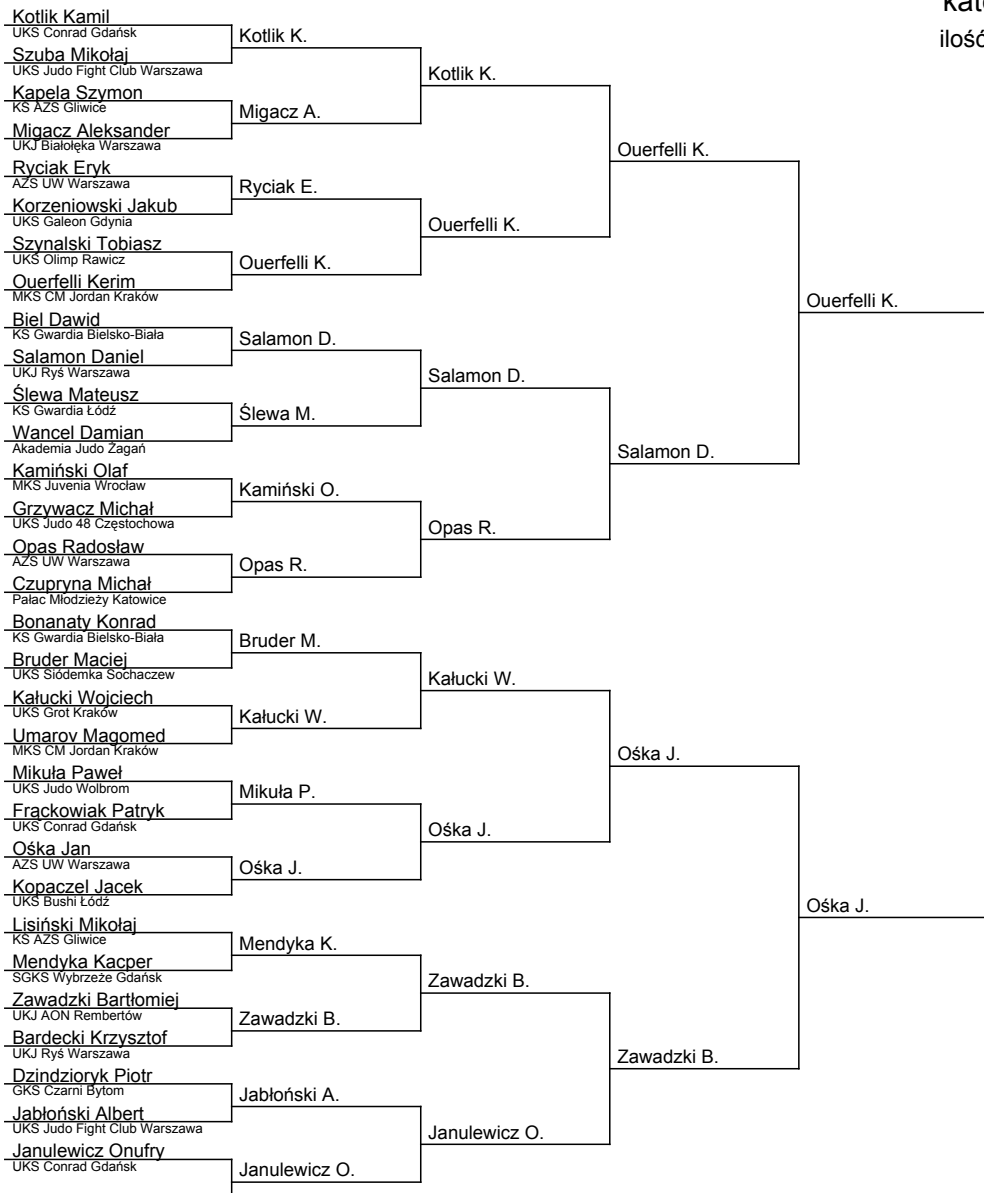 kate
ilość
Kotlik Kamil
UKS Conrad Gdańsk
Szuba Mikołaj
UKS Judo Fight Club Warszawa
Kapela Szymon
KS AZS Gliwice
Migacz Aleksander
UKJ Białołęka Warszawa
Ryciak Eryk
AZS UW Warszawa
Korzeniowski Jakub
UKS Galeon Gdynia
Szynalski Tobiasz
UKS Olimp Rawicz
Ouerfelli Kerim
MKS CM Jordan Kraków
Biel Dawid
KS Gwardia Bielsko-Biała
Salamon Daniel
UKJ Ryś Warszawa
Ślewa Mateusz
KS Gwardia Łódź
Wancel Damian
Akademia Judo Żagań
Kamiński Olaf
MKS Juvenia Wrocław
Grzywacz Michał
UKS Judo 48 Częstochowa
Opas Radosław
AZS UW Warszawa
Czupryna Michał
Pałac Młodzieży Katowice
Bonanaty Konrad
KS Gwardia Bielsko-Biała
Bruder Maciej
UKS Siódemka Sochaczew
Kałucki Wojciech
UKS Grot Kraków
Umarov Magomed
MKS CM Jordan Kraków
Mikuła Paweł
UKS Judo Wolbrom
Frąckowiak Patryk
UKS Conrad Gdańsk
Ośka Jan
AZS UW Warszawa
Kopaczel Jacek
UKS Bushi Łódź
Lisiński Mikołaj
KS AZS Gliwice
Mendyka Kacper
SGKS Wybrzeże Gdańsk
Zawadzki Bartłomiej
UKJ AON Rembertów
Bardecki Krzysztof
UKJ Ryś Warszawa
Dzindzioryk Piotr
GKS Czarni Bytom
Jabłoński Albert
UKS Judo Fight Club Warszawa
Janulewicz Onufry
UKS Conrad Gdańsk
Kotlik K.
Migacz A.
Ryciak E.
Ouerfelli K.
Salamon D.
Ślewa M.
Kamiński O.
Opas R.
Bruder M.
Kałucki W.
Mikuła P.
Ośka J.
Mendyka K.
Zawadzki B.
Jabłoński A.
Janulewicz O.
Kotlik K.
Ouerfelli K.
Salamon D.
Opas R.
Kałucki W.
Ośka J.
Zawadzki B.
Janulewicz O.
Ouerfelli K.
Salamon D.
Ośka J.
Zawadzki B.
Ouerfelli K.
Ośka J.